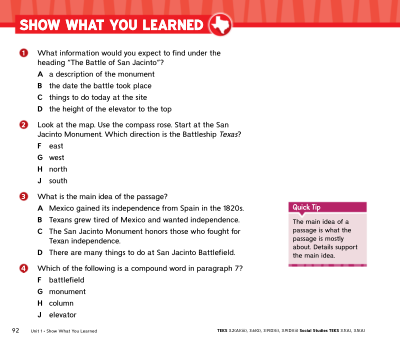 SHOW WHAT YOU LEARNED
1 What information would you expect to find under the
heading “The Battle of San Jacinto”?
A a description of the monument
B the date the battle took place
C things to do today at the site
D the height of the elevator to the top
2 Look at the map. Use the compass rose. Start at the San
Jacinto Monument. Which direction is the Battleship Texas?
F east
G west
H north
J south
3 What is the main idea of the passage?
A Mexico gained its independence from Spain in the 1820s.
B Texans grew tired of Mexico and wanted independence.
C The San Jacinto Monument honors those who fought for
Texan independence.
D There are many things to do at San Jacinto Battlefield.
4 Which of the following is a compound word in paragraph 7?
F battlefield
G monument
H column
J elevator
Quick Tip
The main idea of a
passage is what the
passage is mostly
about. Details support
the main idea.
92 Unit 1 • Show What You Learned
TEKS Social Studies TEKS